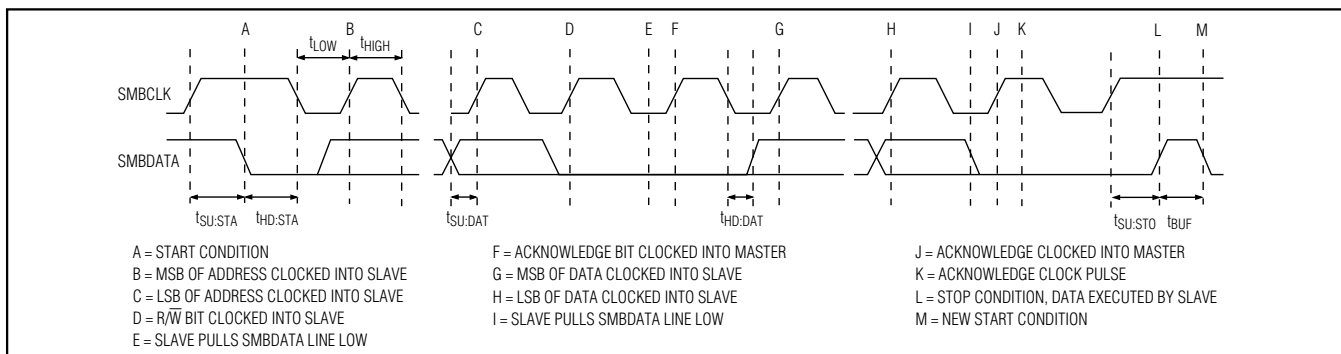 A B C D E F G H I J K L M
tLOW tHIGH
SMBCLK
SMBDATA
tSU:STA tHD:STA tSU:DAT tHD:DAT tSU:STO tBUF
A = START CONDITION
B = MSB OF ADDRESS CLOCKED INTO SLAVE
C = LSB OF ADDRESS CLOCKED INTO SLAVE
D = R/W̅ BIT CLOCKED INTO SLAVE
E = SLAVE PULLS SMBDATA LINE LOW
F = ACKNOWLEDGE BIT CLOCKED INTO MASTER
G = MSB OF DATA CLOCKED INTO SLAVE
H = LSB OF DATA CLOCKED INTO SLAVE
I = SLAVE PULLS SMBDATA LINE LOW
J = ACKNOWLEDGE CLOCKED INTO MASTER
K = ACKNOWLEDGE CLOCK PULSE
L = STOP CONDITION, DATA EXECUTED BY SLAVE
M = NEW START CONDITION